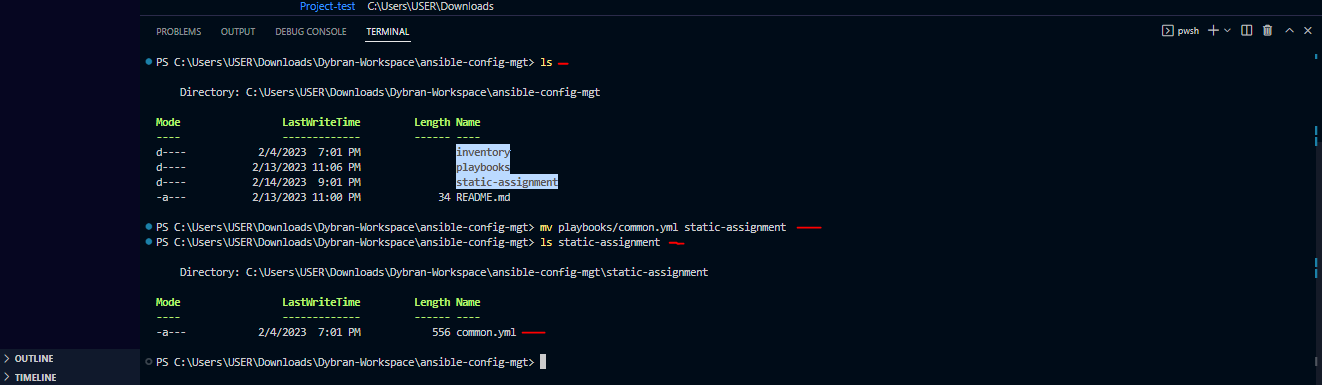 Project-test C:\Users\USER\Downloads
PROBLEMS OUTPUT DEBUG CONSOLE TERMINAL pwsh
PS C:\Users\USER\Downloads\Dybran-Workspace\ansible-config-mgt> ls
Directory: C:\Users\USER\Downloads\Dybran-Workspace\ansible-config-mgt
Mode LastWriteTime Length Name
---- ------------- ------ ----
d---- 2/4/2023 7:01 PM inventory
d---- 2/13/2023 11:06 PM playbooks
d---- 2/14/2023 9:01 PM static-assignment
-a--- 2/13/2023 11:00 PM 34 README.md
PS C:\Users\USER\Downloads\Dybran-Workspace\ansible-config-mgt> mv playbooks/common.yml static-assignment
PS C:\Users\USER\Downloads\Dybran-Workspace\ansible-config-mgt> ls static-assignment
Directory: C:\Users\USER\Downloads\Dybran-Workspace\ansible-config-mgt\static-assignment
Mode LastWriteTime Length Name
---- ------------- ------ ----
-a--- 2/4/2023 7:01 PM 556 common.yml
PS C:\Users\USER\Downloads\Dybran-Workspace\ansible-config-mgt>
OUTLINE
TIMELINE